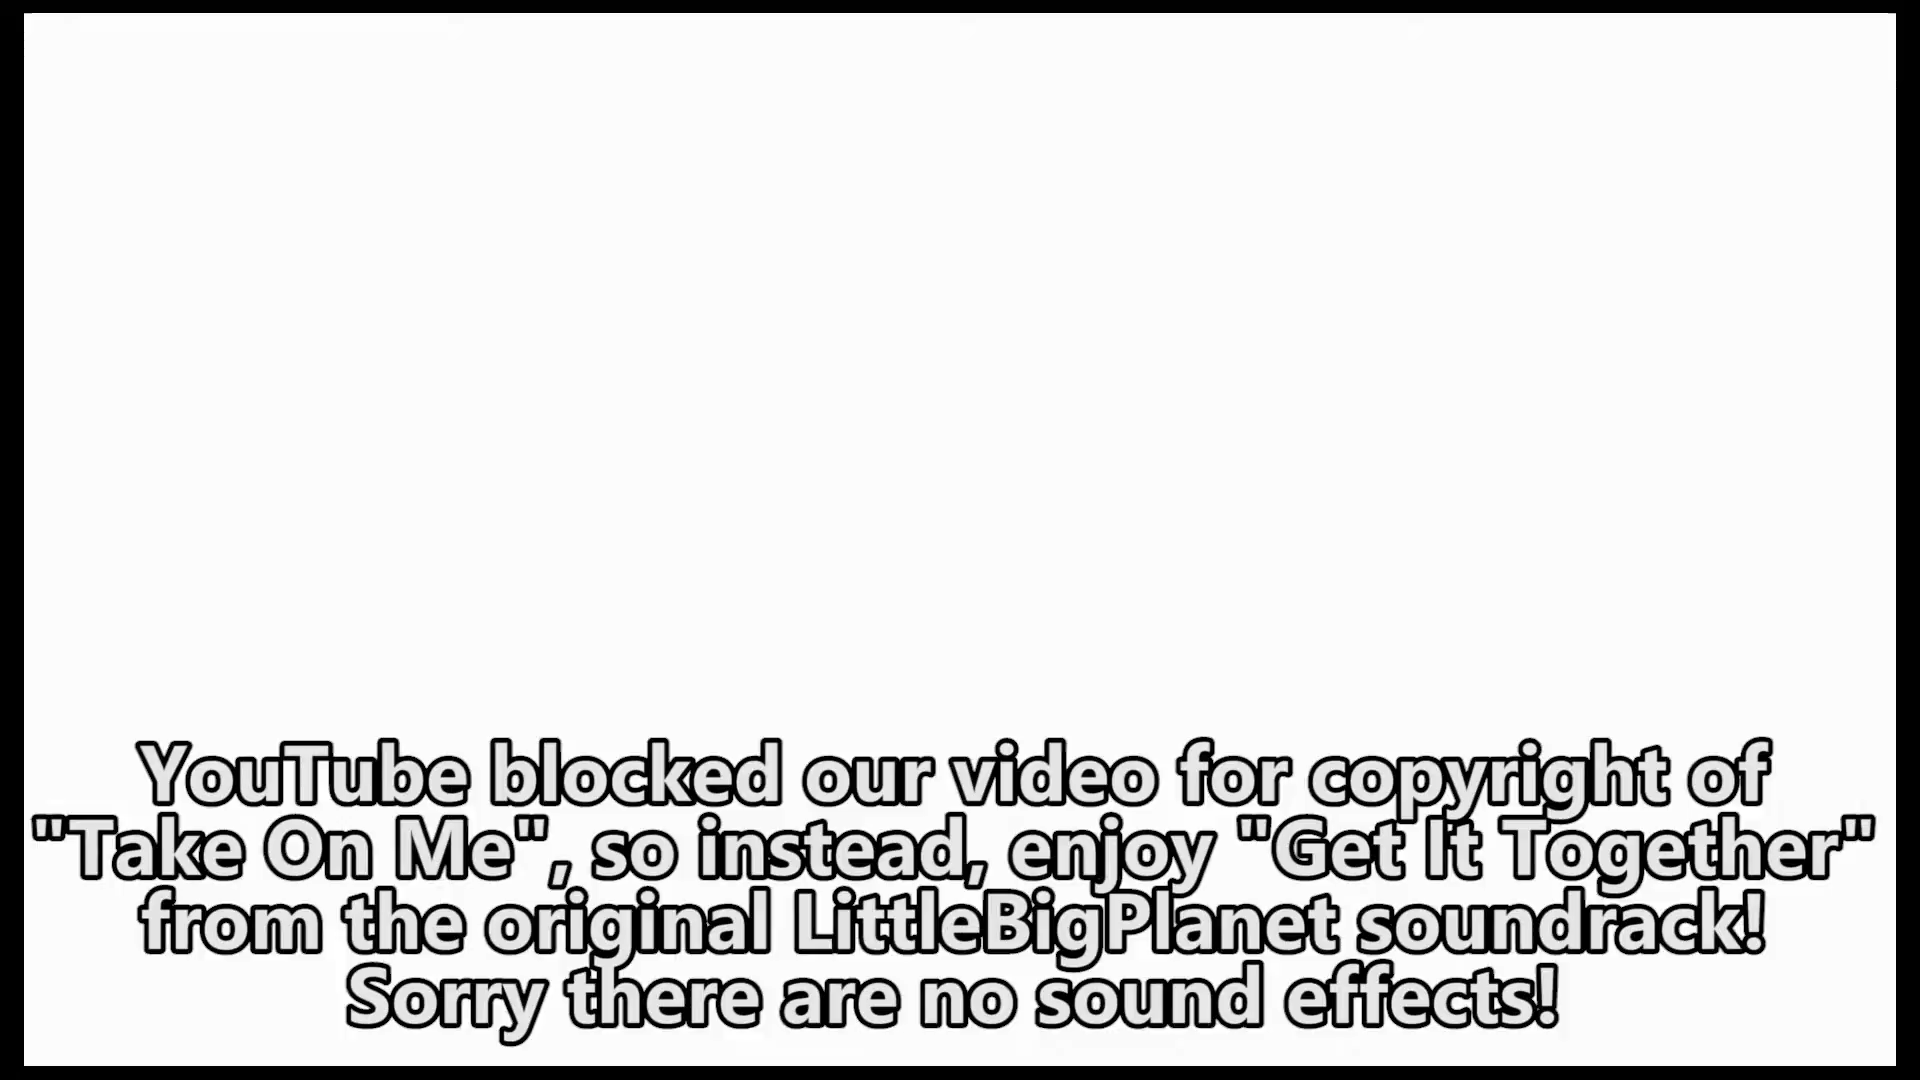 YouTube blocked our video for copyright of
"Take On Me", so instead, enjoy "Get It Together"
from the original LittleBigPlanet soundrack!
Sorry there are no sound effects!